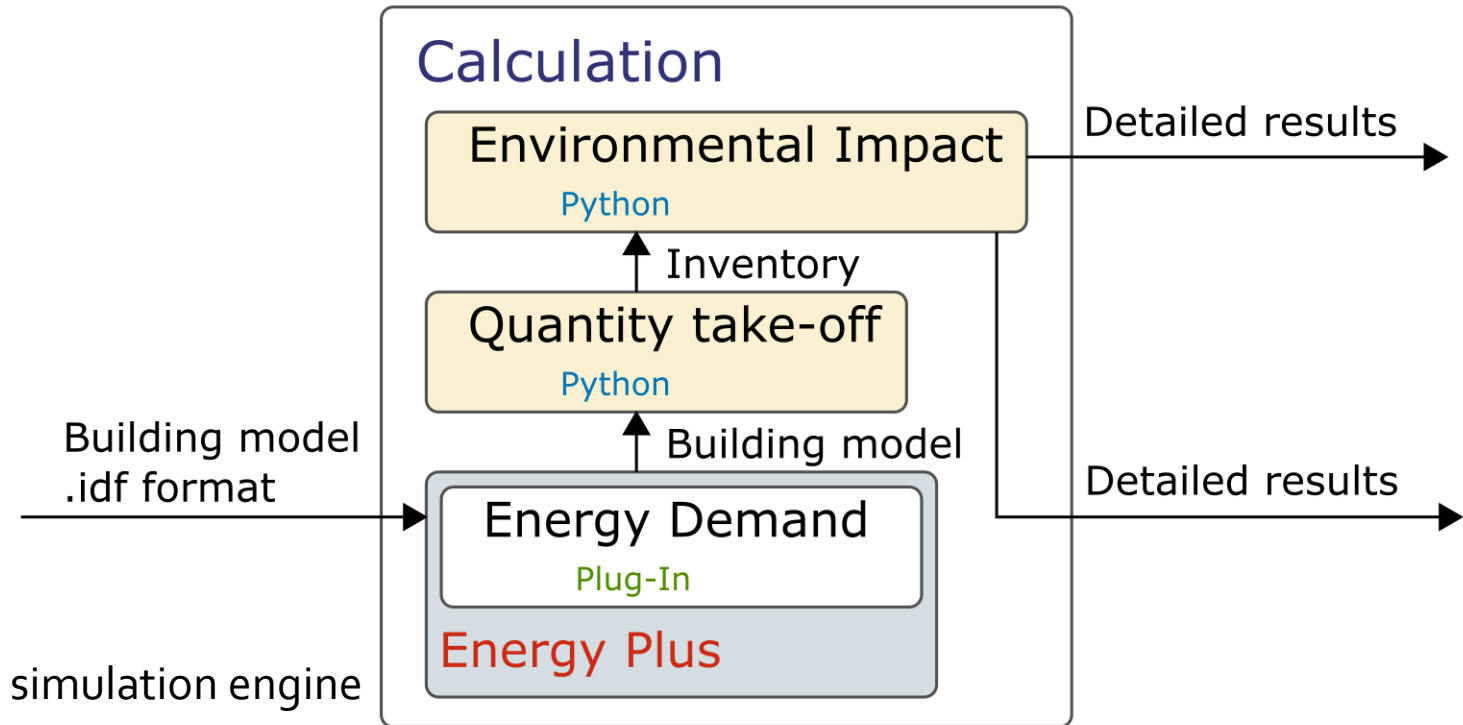 Calculation
Environmental Impact
Python
Detailed results
Inventory
Quantity take-off
Python
Building model
.idf format
Building model
Energy Demand
Plug-In
Detailed results
Energy Plus
simulation engine